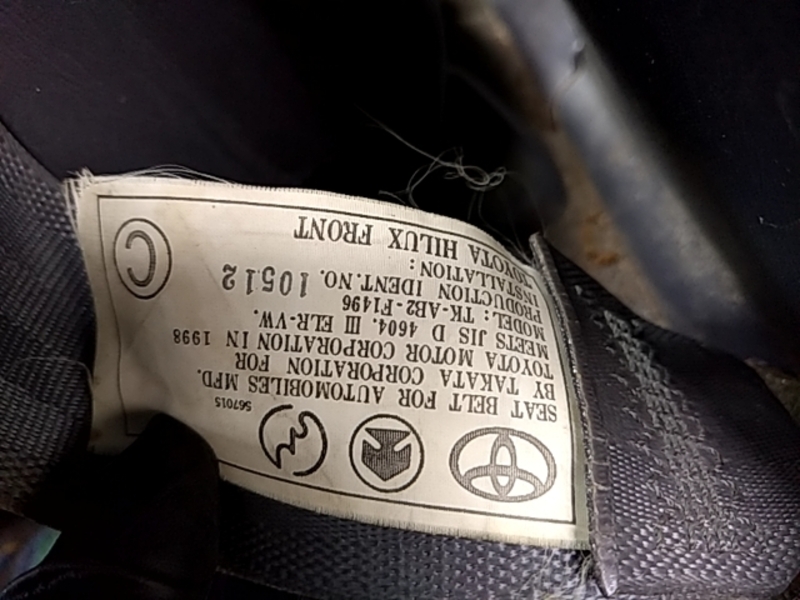 567015
SEAT BELT FOR AUTOMOBILES MFD.
BY TAKATA CORPORATION FOR
TOYOTA MOTOR CORPORATION IN 1998
MEETS JIS D 4604. III ELR-VW.
MODEL: TK-AB2-F1496
PRODUCTION IDENT.NO. 10512
INSTALLATION:
TOYOTA HILUX FRONT
C